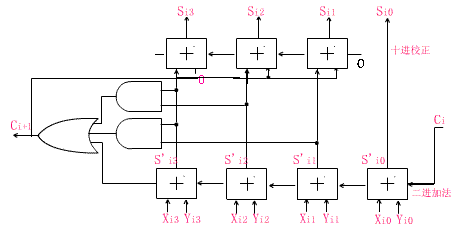 Si3 Si2 Si1 Si0
十进校正
+ + +
0 0
Ci+1 Ci
S'i3 S'i2 S'i1 S'i0
+ + + +
二进加法
Xi3 Yi3 Xi2 Yi2 Xi1 Yi1 Xi0 Yi0